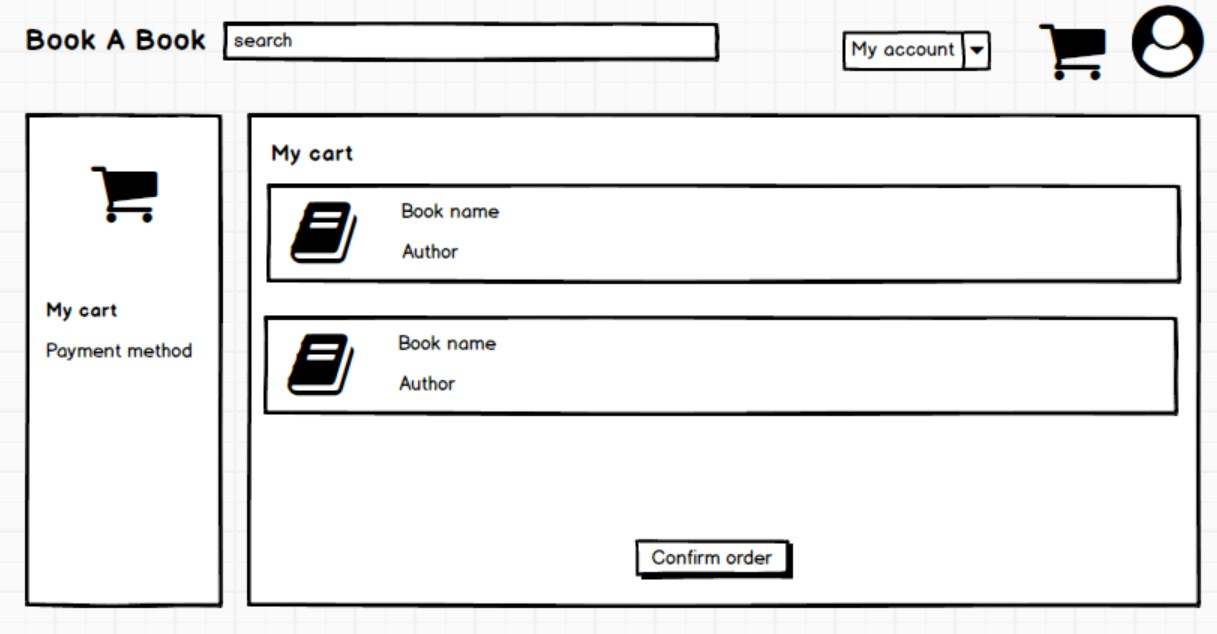 Book A Book
search
My account
My cart
Payment method
My cart
Book name
Author
Book name
Author
Confirm order